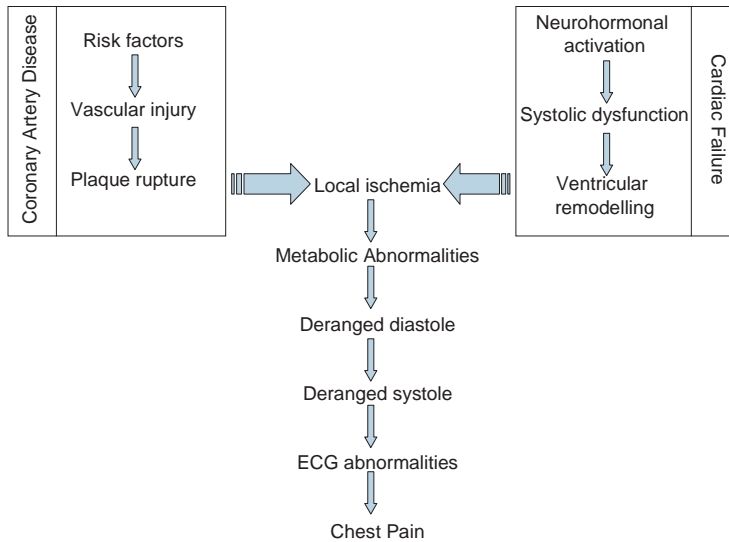 Coronary Artery Disease
Risk factors
Vascular injury
Plaque rupture
Neurohormonal
activation
Systolic dysfunction
Ventricular
remodelling
Cardiac Failure
Local ischemia
Metabolic Abnormalities
Deranged diastole
Deranged systole
ECG abnormalities
Chest Pain